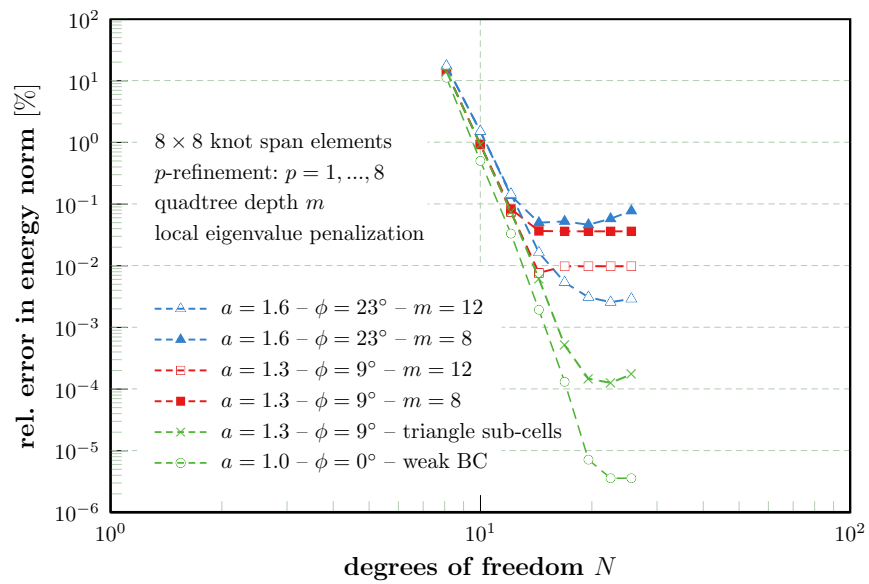 rel. error in energy norm [%]
10^2
10^1
10^0
10^−1
10^−2
10^−3
10^−4
10^−5
10^−6
8 × 8 knot span elements
p-refinement: p = 1, ..., 8
quadtree depth m
local eigenvalue penalization
a = 1.6 – ϕ = 23° – m = 12
a = 1.6 – ϕ = 23° – m = 8
a = 1.3 – ϕ = 9° – m = 12
a = 1.3 – ϕ = 9° – m = 8
a = 1.3 – ϕ = 9° – triangle sub-cells
a = 1.0 – ϕ = 0° – weak BC
10^0 10^1 10^2
degrees of freedom N